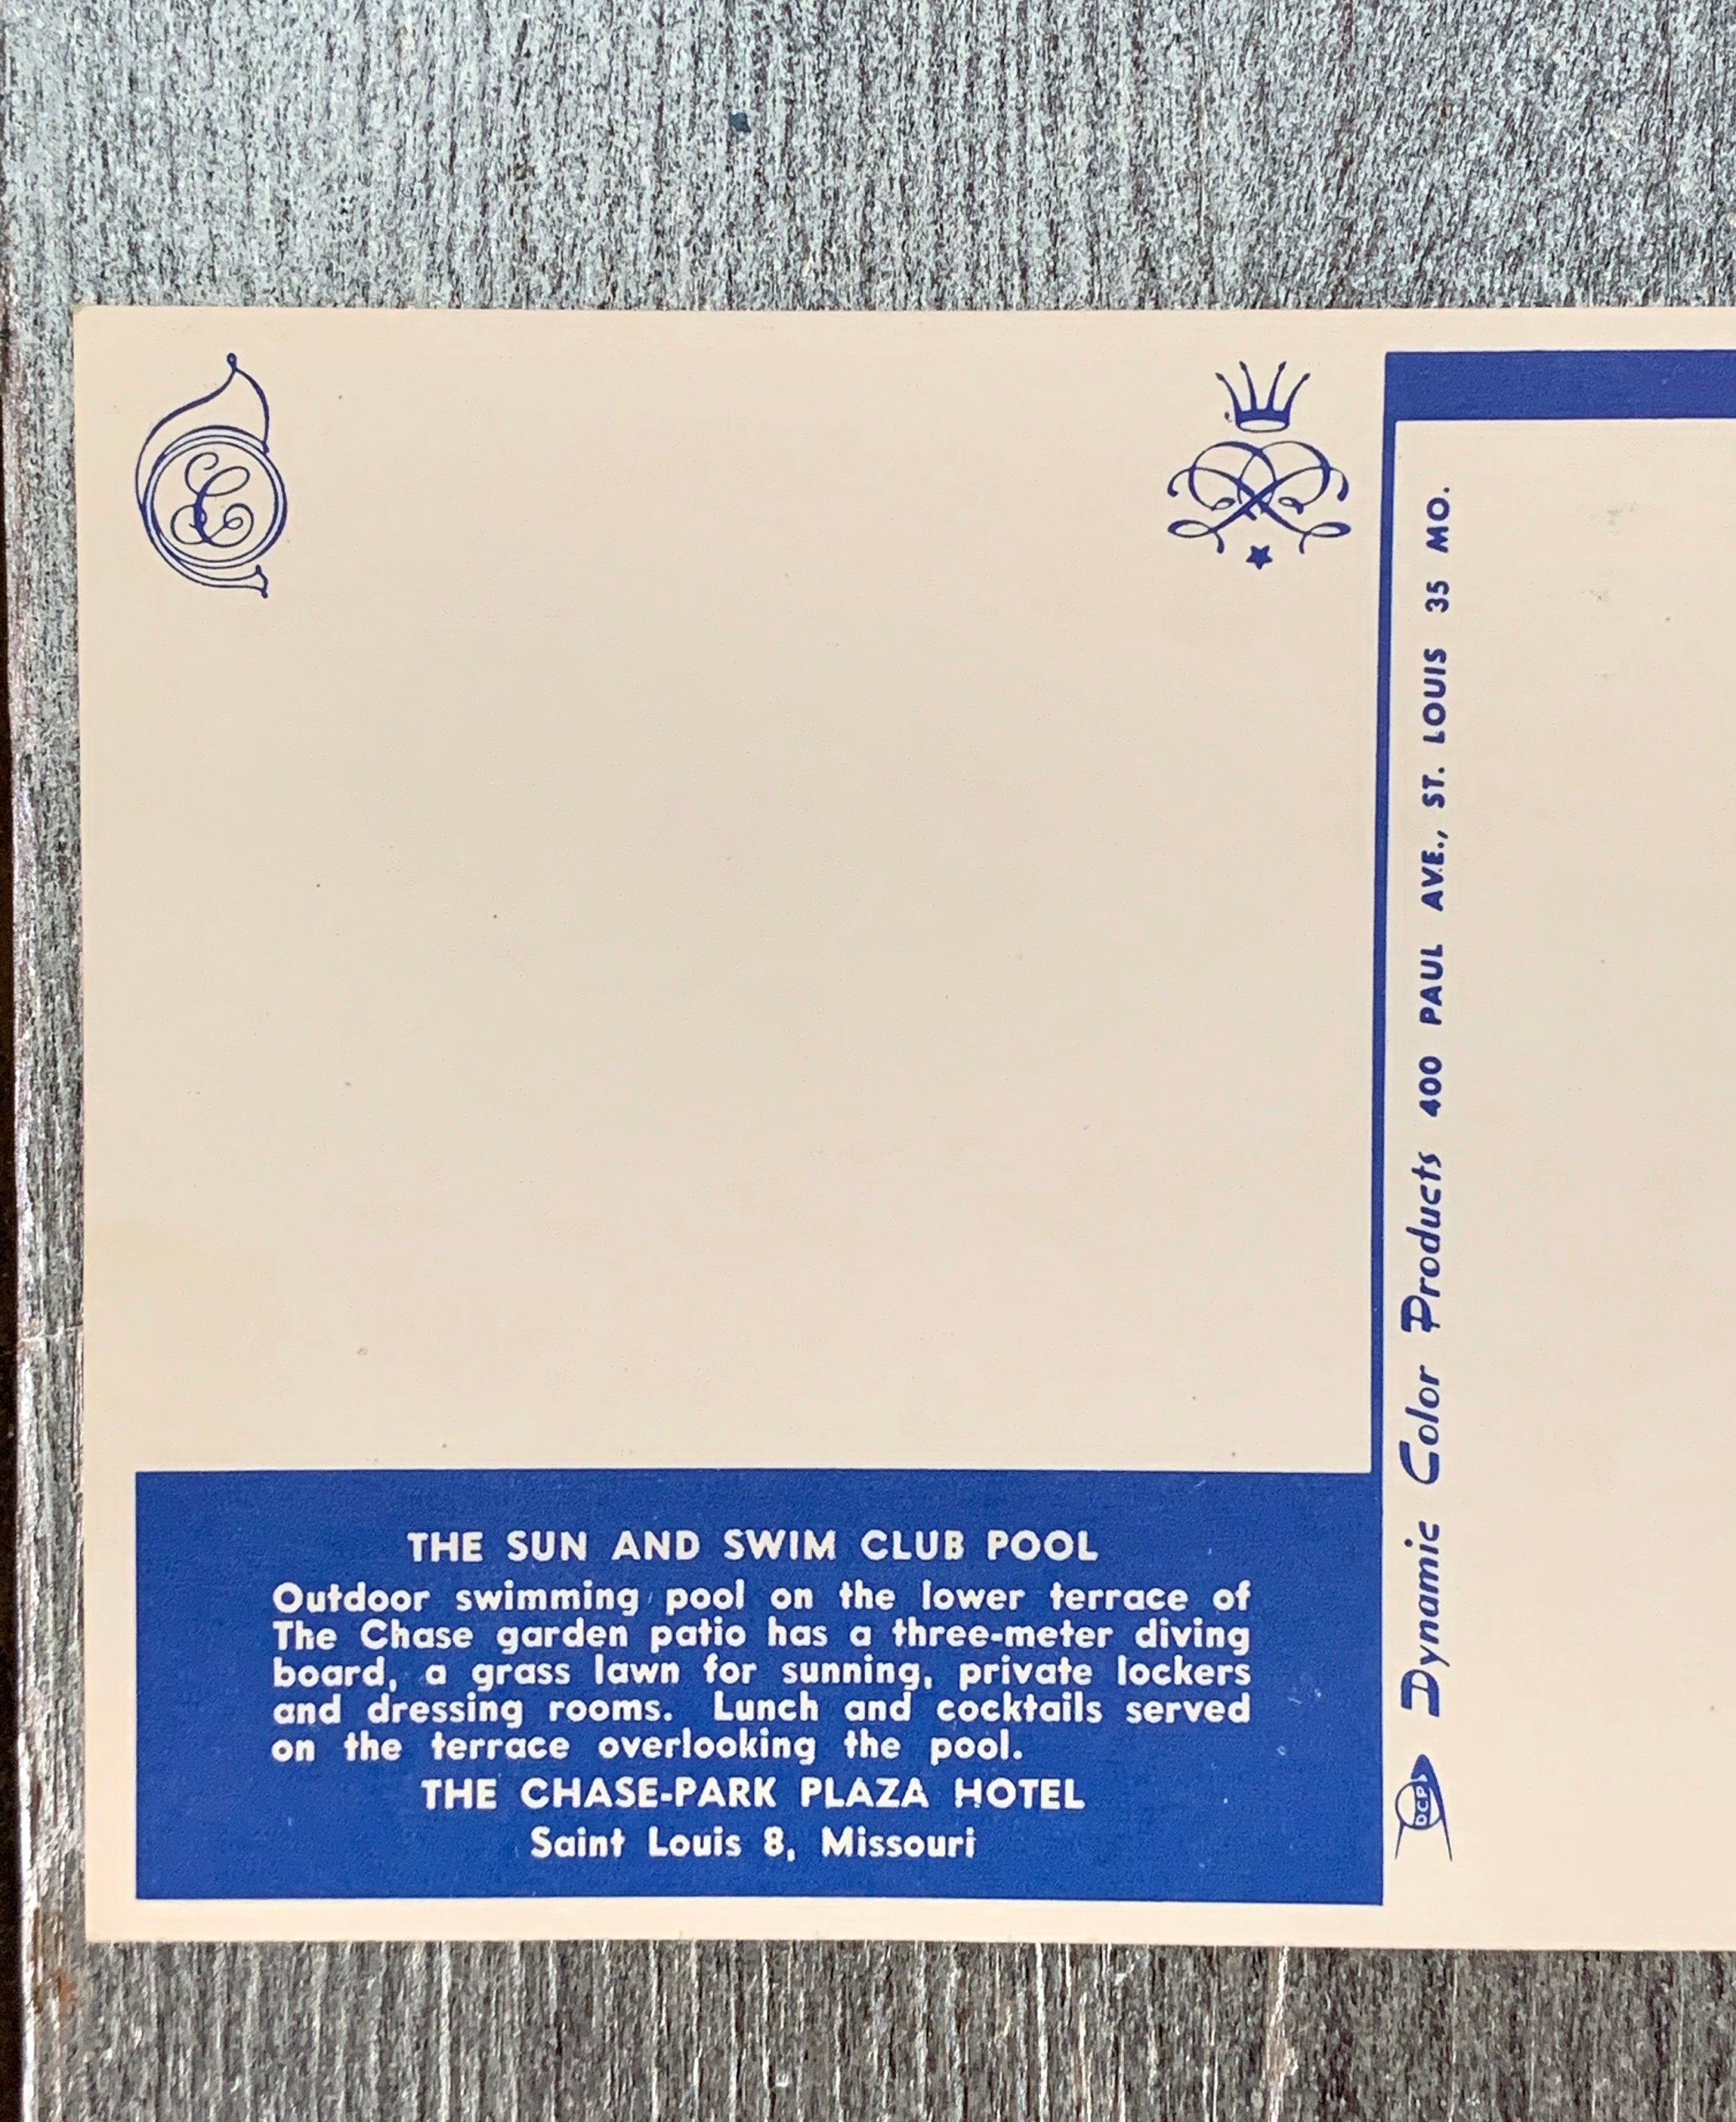 THE SUN AND SWIM CLUB POOL
Outdoor swimming pool on the lower terrace of
The Chase garden patio has a three-meter diving
board, a grass lawn for sunning, private lockers
and dressing rooms. Lunch and cocktails served
on the terrace overlooking the pool.
THE CHASE-PARK PLAZA HOTEL
Saint Louis 8, Missouri
DCP Dynamic Color Products 400 PAUL AVE., ST. LOUIS 35 MO.